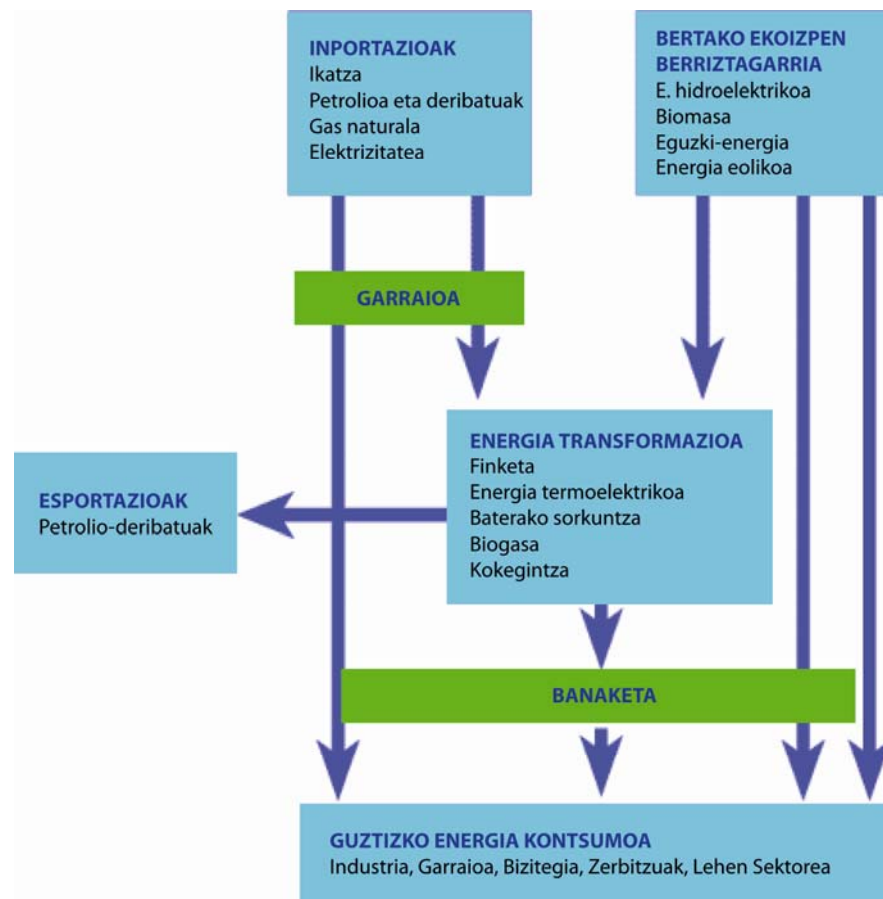 INPORTAZIOAK
Ikatza
Petrolioa eta deribatuak
Gas naturala
Elektrizitatea
BERTAKO EKOIZPEN
BERRIZTAGARRIA
E. hidroelektrikoa
Biomasa
Eguzki-energia
Energia eolikoa
GARRAIOA
ENERGIA TRANSFORMAZIOA
Finketa
Energia termoelektrikoa
Baterako sorkuntza
Biogasa
Kokegintza
ESPORTAZIOAK
Petrolio-deribatuak
BANAKETA
GUZTIZKO ENERGIA KONTSUMOA
Industria, Garraioa, Bizitegia, Zerbitzuak, Lehen Sektorea